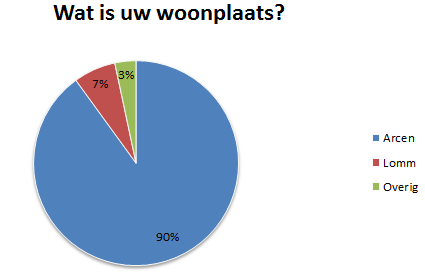 Wat is uw woonplaats?
3%
7%
Arcen
Lomm
Overig
90%